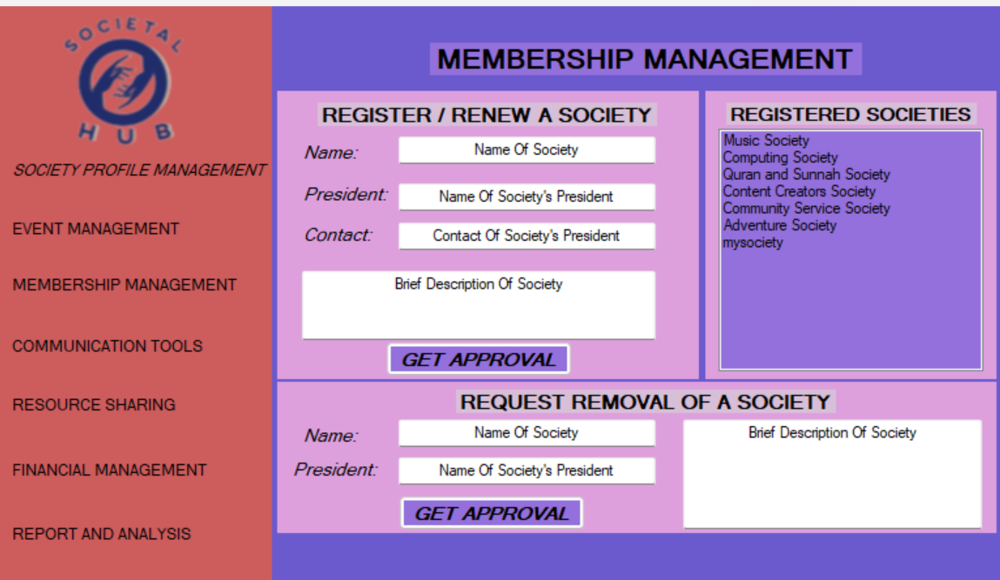 SOCIETAL
HUB
SOCIETY PROFILE MANAGEMENT
EVENT MANAGEMENT
MEMBERSHIP MANAGEMENT
COMMUNICATION TOOLS
RESOURCE SHARING
FINANCIAL MANAGEMENT
REPORT AND ANALYSIS
MEMBERSHIP MANAGEMENT
REGISTER / RENEW A SOCIETY
Name: Name Of Society
President: Name Of Society's President
Contact: Contact Of Society's President
Brief Description Of Society
GET APPROVAL
REGISTERED SOCIETIES
Music Society
Computing Society
Quran and Sunnah Society
Content Creators Society
Community Service Society
Adventure Society
mysociety
REQUEST REMOVAL OF A SOCIETY
Name: Name Of Society
President: Name Of Society's President
Brief Description Of Society
GET APPROVAL